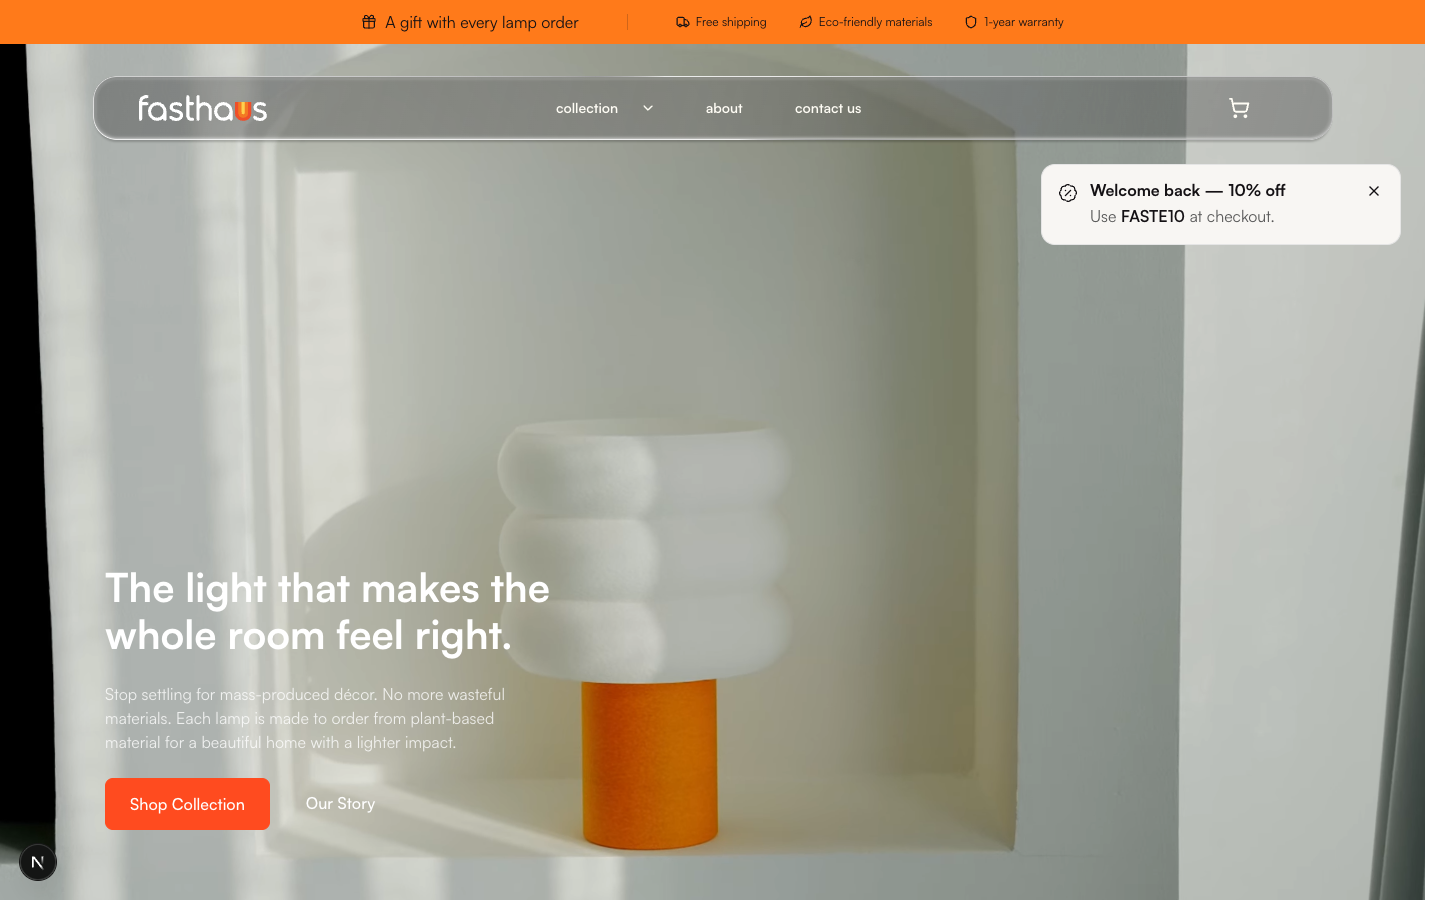 A gift with every lamp order
Free shipping
Eco-friendly materials
1-year warranty
fasthaus
collection
about
contact us
Welcome back — 10% off
Use FASTE10 at checkout.
The light that makes the
whole room feel right.
Stop settling for mass-produced décor. No more wasteful
materials. Each lamp is made to order from plant-based
material for a beautiful home with a lighter impact.
Shop Collection
Our Story
N